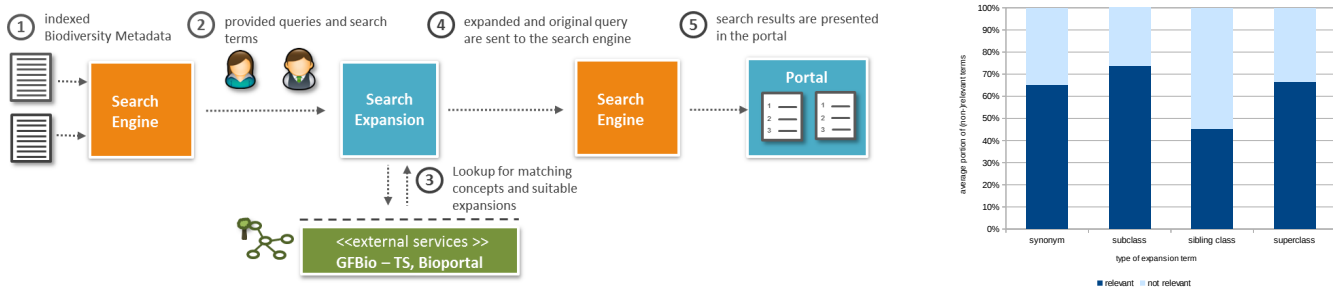 1 indexed
Biodiversity Metadata
2 provided queries and search
terms
4 expanded and original query
are sent to the search engine
5 search results are presented
in the portal
Search
Engine
Search
Expansion
Search
Engine
Portal
1
2
3
1
2
3
3 Lookup for matching
concepts and suitable
expansions
<<external services >>
GFBio – TS, Bioportal
average portion of (non-)relevant terms
100%
90%
80%
70%
60%
50%
40%
30%
20%
10%
0%
synonym subclass sibling class superclass
type of expansion term
relevant not relevant